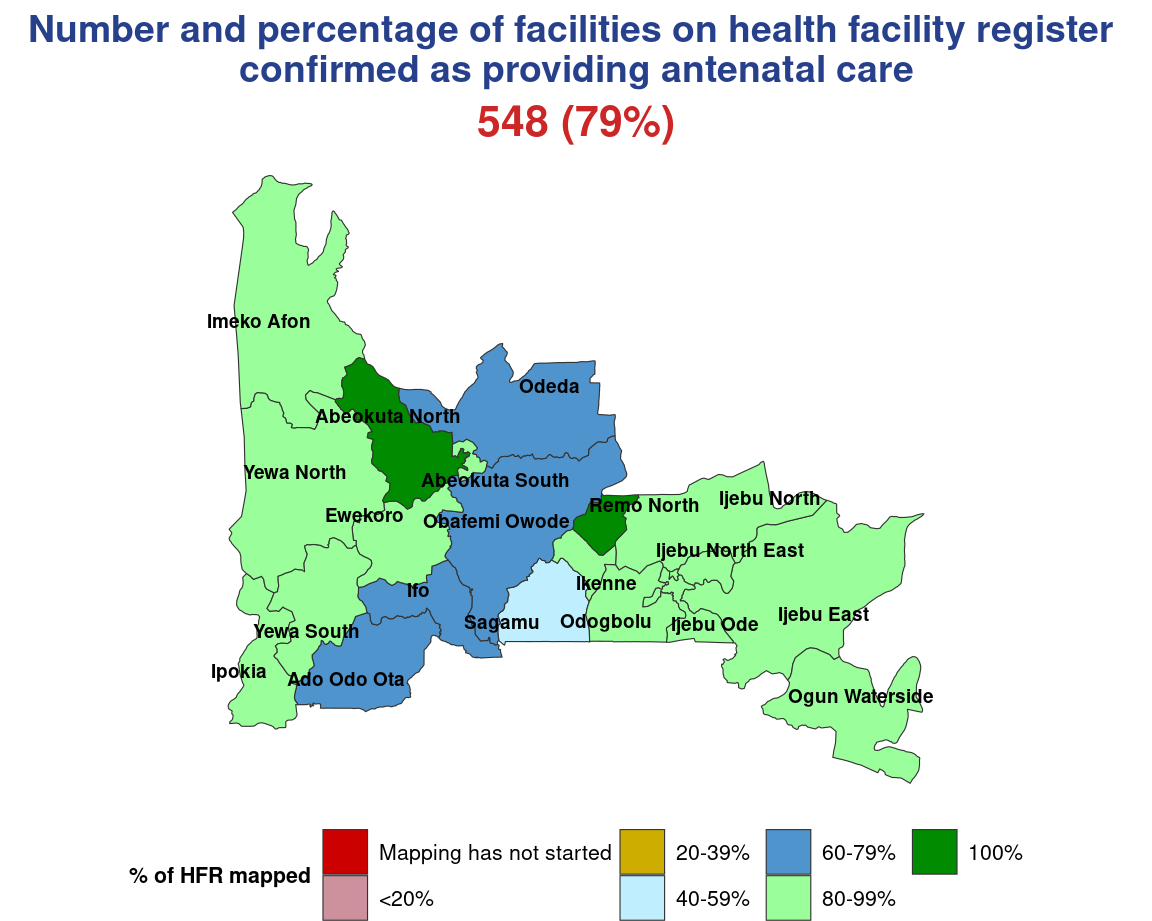 Number and percentage of facilities on health facility register
confirmed as providing antenatal care
548 (79%)
Imeko Afon
Odeda
Abeokuta North
Yewa North
Abeokuta South
Ijebu North
Remo North
Ewekoro
Obafemi Owode
Ijebu North East
Ikenne
Ifo
Ijebu East
Sagamu
Odogbolu
Ijebu Ode
Yewa South
Ipokia
Ado Odo Ota
Ogun Waterside
% of HFR mapped
Mapping has not started
<20%
20-39%
40-59%
60-79%
80-99%
100%